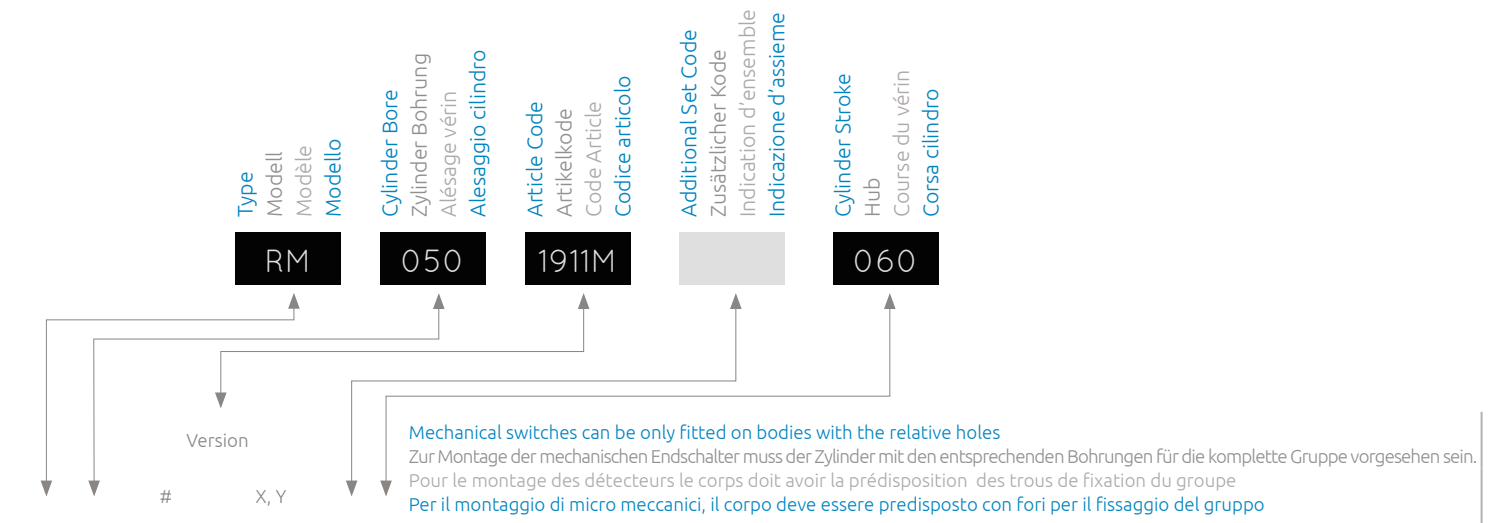 Type
Modell
Modèle
Modello
Cylinder Bore
Zylinder Bohrung
Alésage vérin
Alesaggio cilindro
Article Code
Artikelkode
Code Article
Codice articolo
Additional Set Code
Zusätzlicher Kode
Indication d'ensemble
Indicazione d'assieme
Cylinder Stroke
Hub
Course du vérin
Corsa cilindro
RM 050 1911M 060
Version
# X, Y
Mechanical switches can be only fitted on bodies with the relative holes
Zur Montage der mechanischen Endschalter muss der Zylinder mit den entsprechenden Bohrungen für die komplette Gruppe vorgesehen sein.
Pour le montage des détecteurs le corps doit avoir la prédisposition des trous de fixation du groupe
Per il montaggio di micro meccanici, il corpo deve essere predisposto con fori per il fissaggio del gruppo